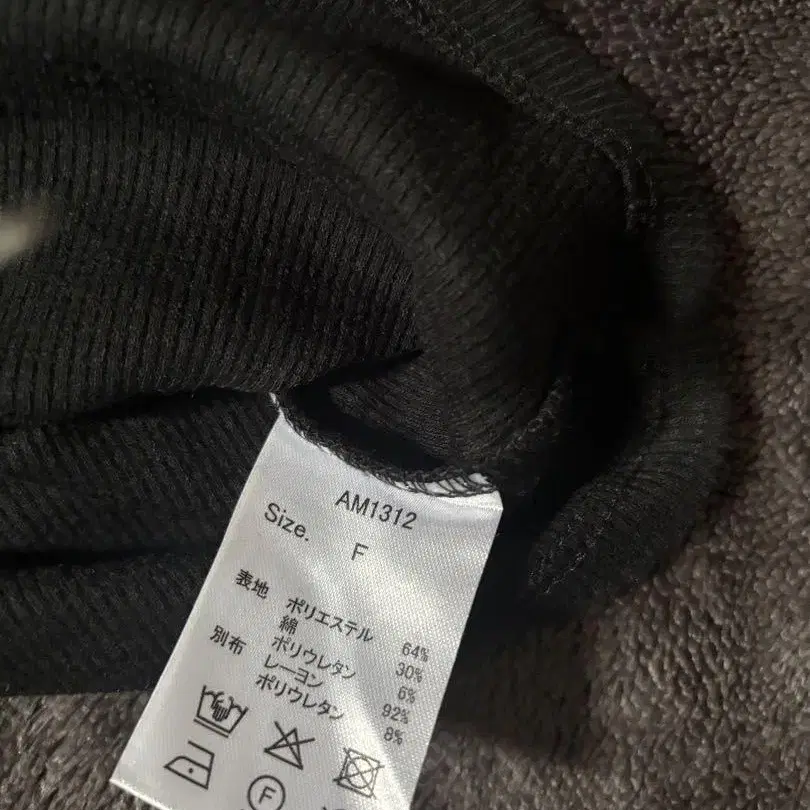 AM1312
Size. F
表地 ポリエステル 64%
綿 30%
ポリウレタン 6%
別布 レーヨン 92%
ポリウレタン 8%
F